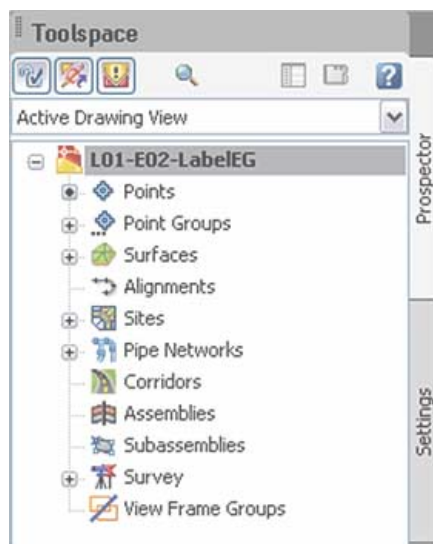 Toolspace
Active Drawing View
L01-E02-LabelEG
Points
Point Groups
Surfaces
Alignments
Sites
Pipe Networks
Corridors
Assemblies
Subassemblies
Survey
View Frame Groups
Prospector
Settings